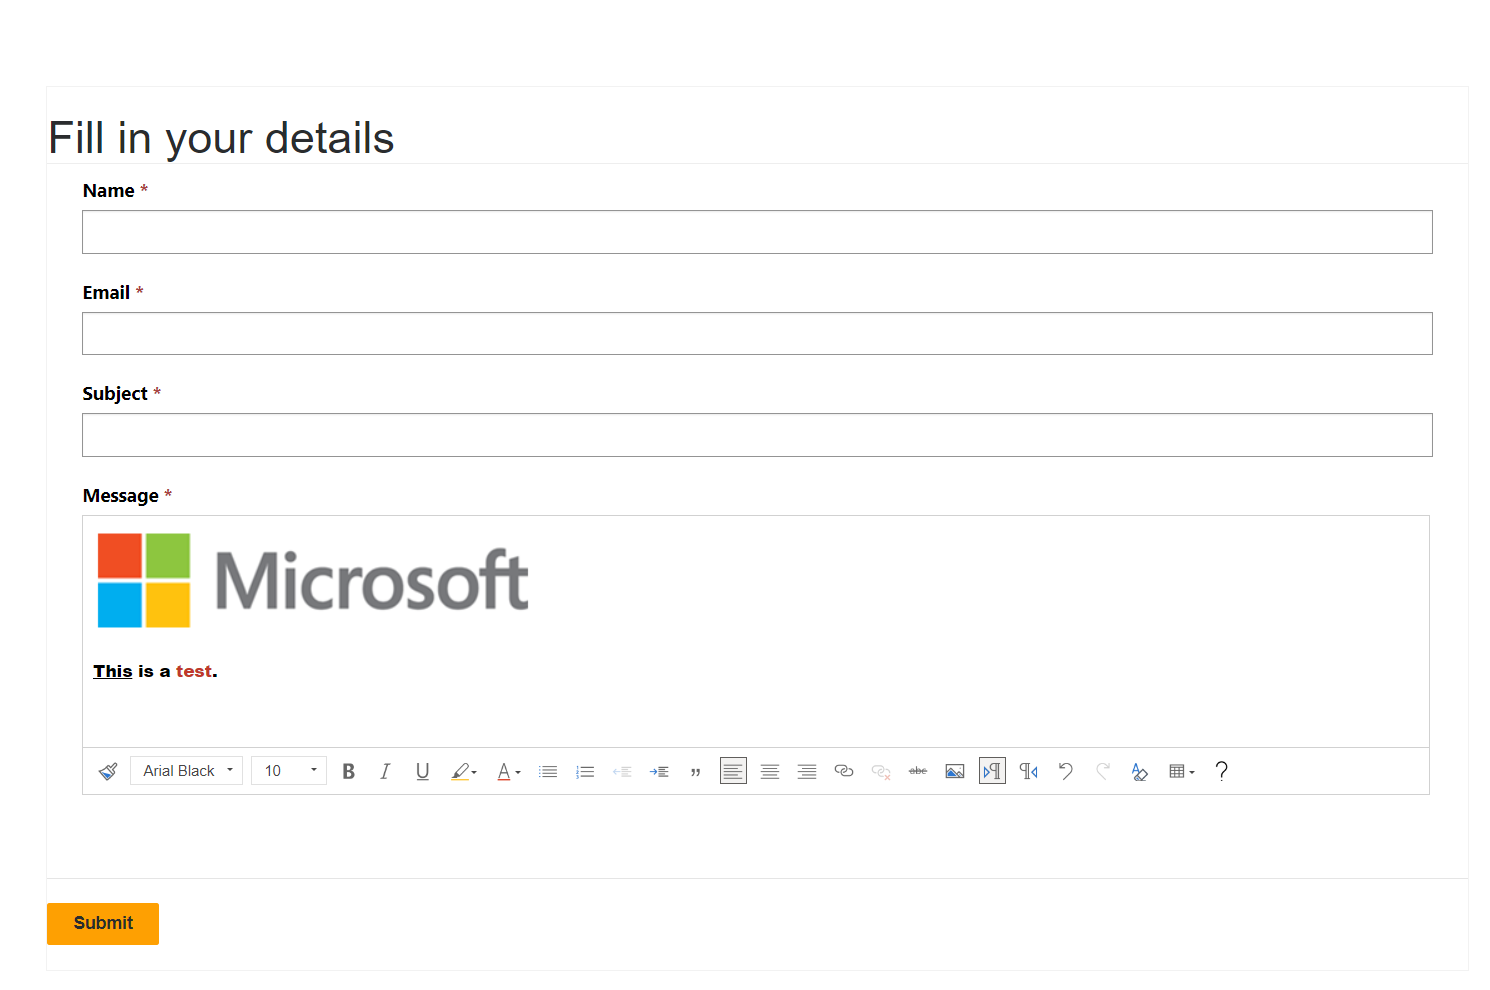 Fill in your details
Name *
Email *
Subject *
Message *
Microsoft
This is a test.
Arial Black 10 B I U A abc ?
Submit